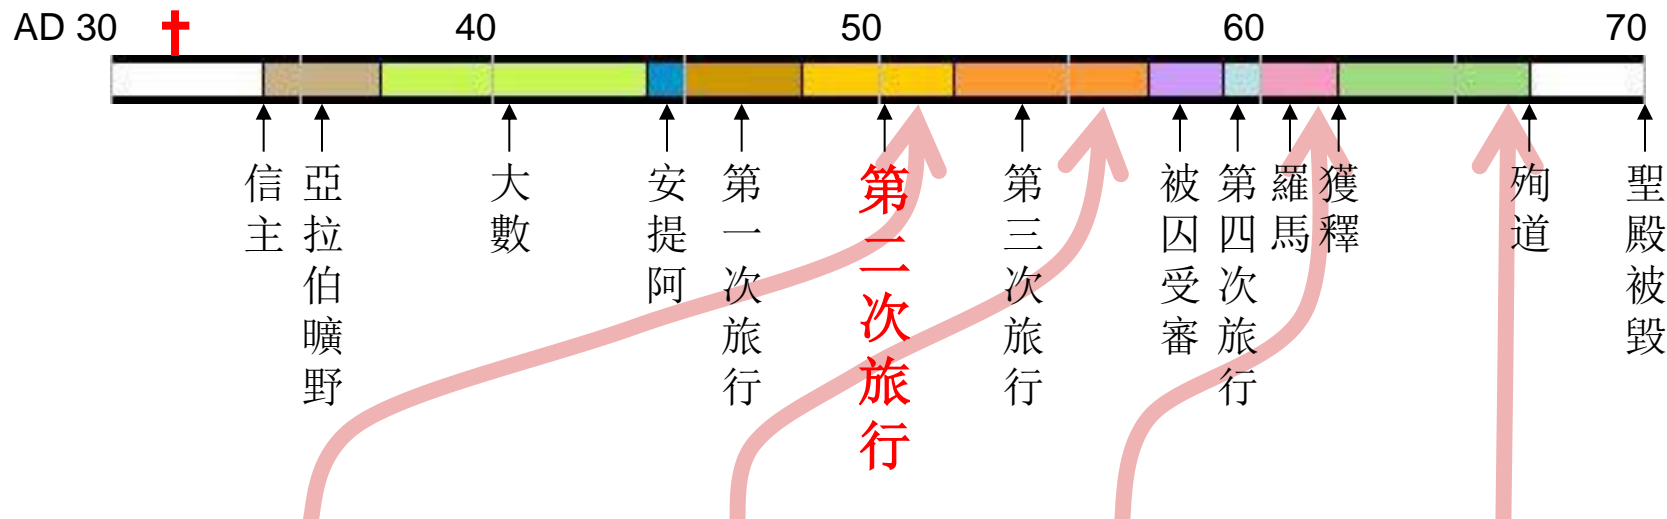 AD 30
40
50
60
70
信主
亞拉伯曠野
大數
安提阿
第一次旅行
第二次旅行
第三次旅行
被囚受審
第四次旅行
羅馬
獲釋
殉道
聖殿被毀